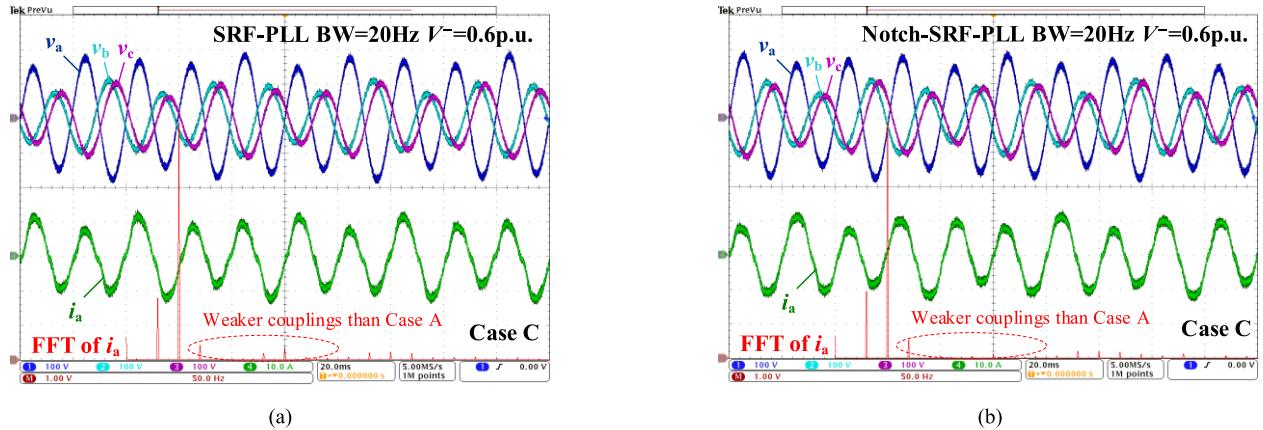 Tek PreVu
SRF-PLL BW=20Hz V⁻=0.6p.u.
va
vb
vc
ia
Weaker couplings than Case A
FFT of ia
Case C
1 100 V 2 100 V 3 100 V 4 10.0 A
M 1.00 V 50.0 Hz
20.0ms
T→▼0.000000 s
5.00MS/s
1M points
1 0.00 V
(a)
Tek PreVu
Notch-SRF-PLL BW=20Hz V⁻=0.6p.u.
va
vb
vc
ia
Weaker couplings than Case A
FFT of ia
Case C
1 100 V 2 100 V 3 100 V 4 10.0 A
M 1.00 V 50.0 Hz
20.0ms
T→▼0.000000 s
5.00MS/s
1M points
1 0.00 V
(b)